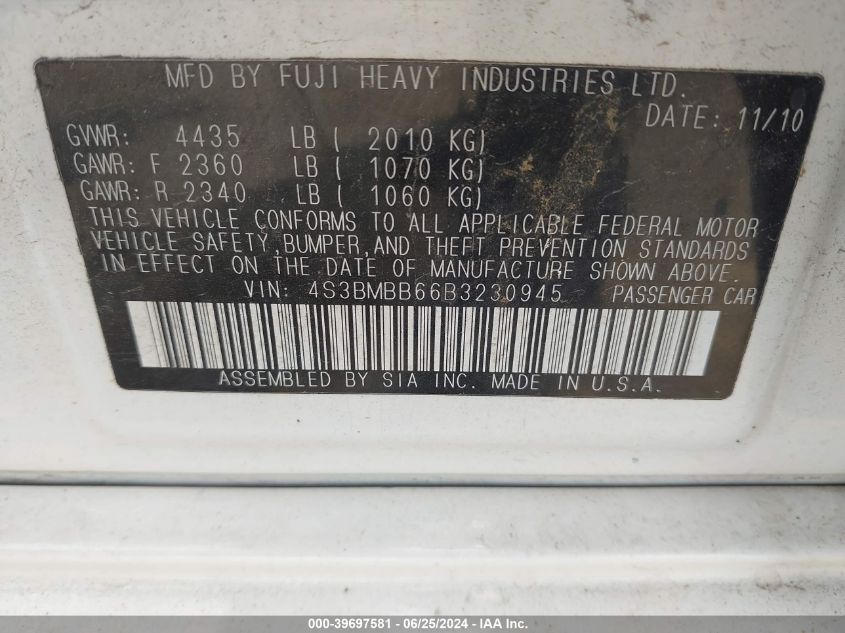 MFD BY FUJI HEAVY INDUSTRIES LTD.
DATE: 11/10
GVWR: 4435 LB ( 2010 KG)
GAWR: F 2360 LB ( 1070 KG)
GAWR: R 2340 LB ( 1060 KG)
THIS VEHICLE CONFORMS TO ALL APPLICABLE FEDERAL MOTOR
VEHICLE SAFETY, BUMPER, AND THEFT PREVENTION STANDARDS
IN EFFECT ON THE DATE OF MANUFACTURE SHOWN ABOVE.
VIN: 4S3BMBB66B3230945 PASSENGER CAR
ASSEMBLED BY SIA INC. MADE IN U.S.A.
000-39697581 - 06/25/2024 - IAA Inc.